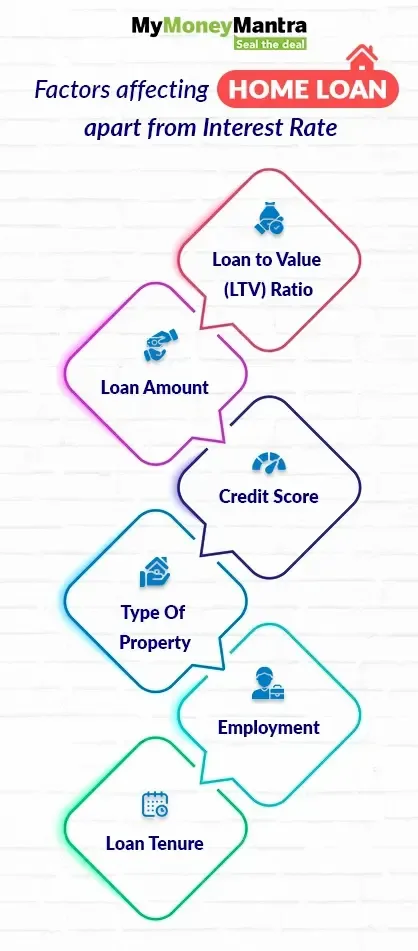 MyMoneyMantra
Seal the deal
Factors affecting HOME LOAN
apart from Interest Rate
Loan to Value
(LTV) Ratio
Loan Amount
Credit Score
Type Of
Property
Employment
Loan Tenure